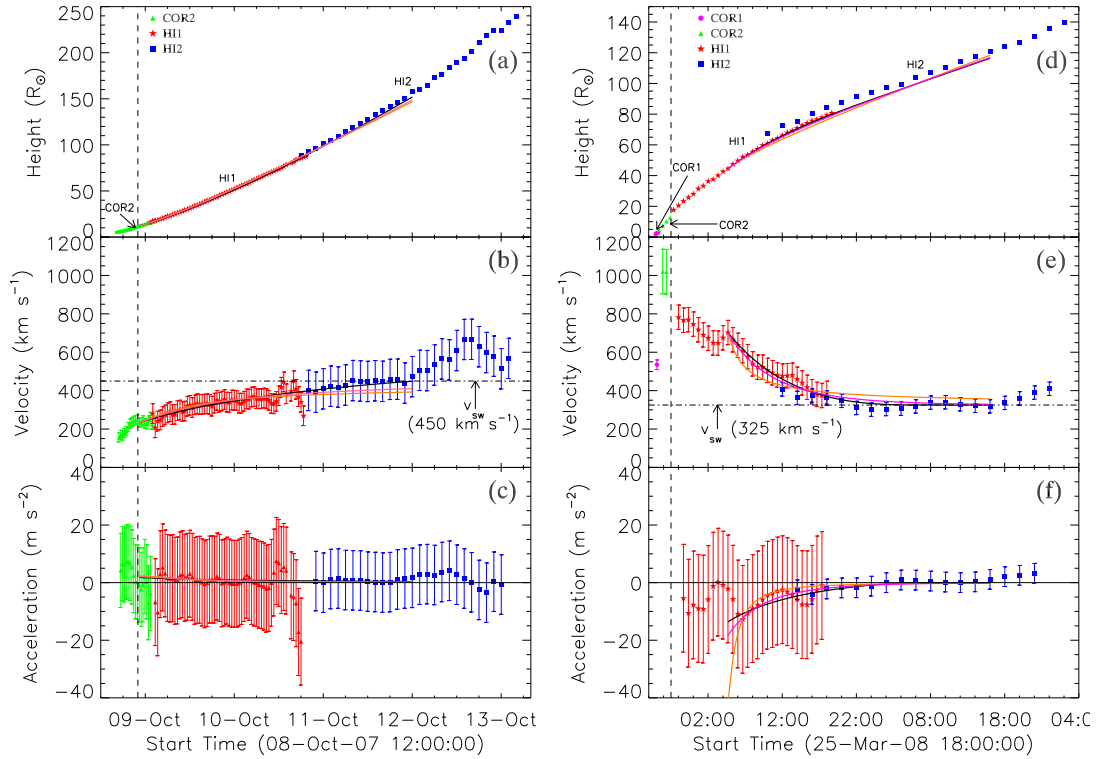 COR2
HI1
HI2
(a)
Height (R☉)
250
200
150
100
50
0
HI2
HI1
COR2
COR1
COR2
HI1
HI2
(d)
Height (R☉)
140
120
100
80
60
40
20
0
HI2
HI1
COR1
COR2
(b)
Velocity (km s⁻¹)
1200
1000
800
600
400
200
0
vsw
(450 km s⁻¹)
(e)
Velocity (km s⁻¹)
1200
1000
800
600
400
200
0
vsw (325 km s⁻¹)
(c)
Acceleration (m s⁻²)
40
20
0
−20
−40
09−Oct 10−Oct 11−Oct 12−Oct 13−Oct
Start Time (08−Oct−07 12:00:00)
(f)
Acceleration (m s⁻²)
40
20
0
−20
−40
02:00 12:00 22:00 08:00 18:00 04:0
Start Time (25−Mar−08 18:00:00)